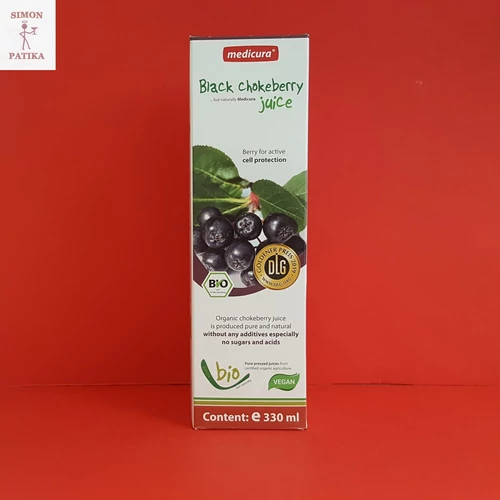 SIMON
PATIKA
medicura®
Black chokeberry
... but naturally Medicura
juice
Berry for active
cell protection
GOLDENER PREIS
DLG
BIO
Organic chokeberry juice
is produced pure and natural
without any additives especially
no sugars and acids
bio
Pure pressed juices from
certified organic agriculture
VEGAN
Content: e 330 ml